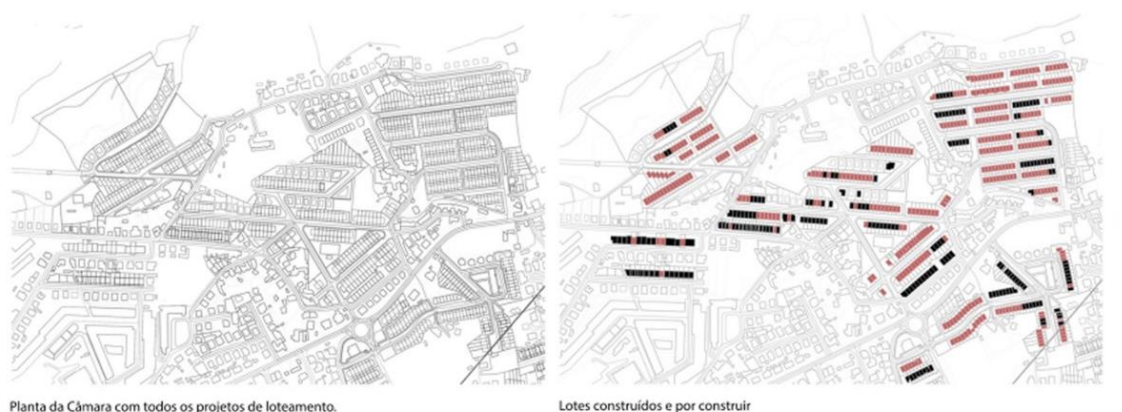 Planta da Câmara com todos os projetos de loteamento.
Lotes construídos e por construir